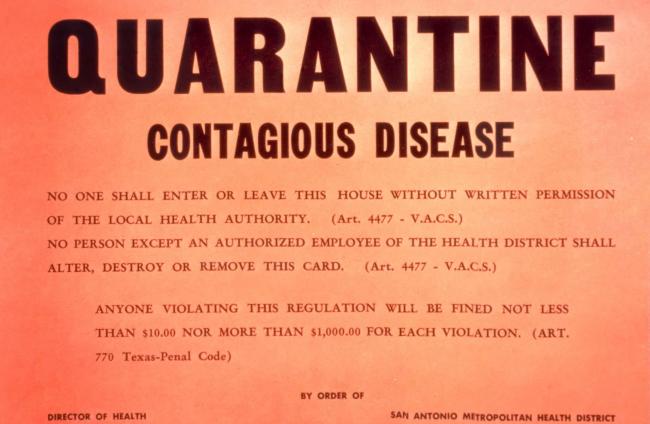 QUARANTINE
CONTAGIOUS DISEASE
NO ONE SHALL ENTER OR LEAVE THIS HOUSE WITHOUT WRITTEN PERMISSION
OF THE LOCAL HEALTH AUTHORITY. (Art. 4477 - V.A.C.S.)
NO PERSON EXCEPT AN AUTHORIZED EMPLOYEE OF THE HEALTH DISTRICT SHALL
ALTER, DESTROY OR REMOVE THIS CARD. (Art. 4477 - V.A.C.S.)
ANYONE VIOLATING THIS REGULATION WILL BE FINED NOT LESS
THAN $10.00 NOR MORE THAN $1,000.00 FOR EACH VIOLATION. (ART.
770 Texas-Penal Code)
BY ORDER OF
DIRECTOR OF HEALTH SAN ANTONIO METROPOLITAN HEALTH DISTRICT